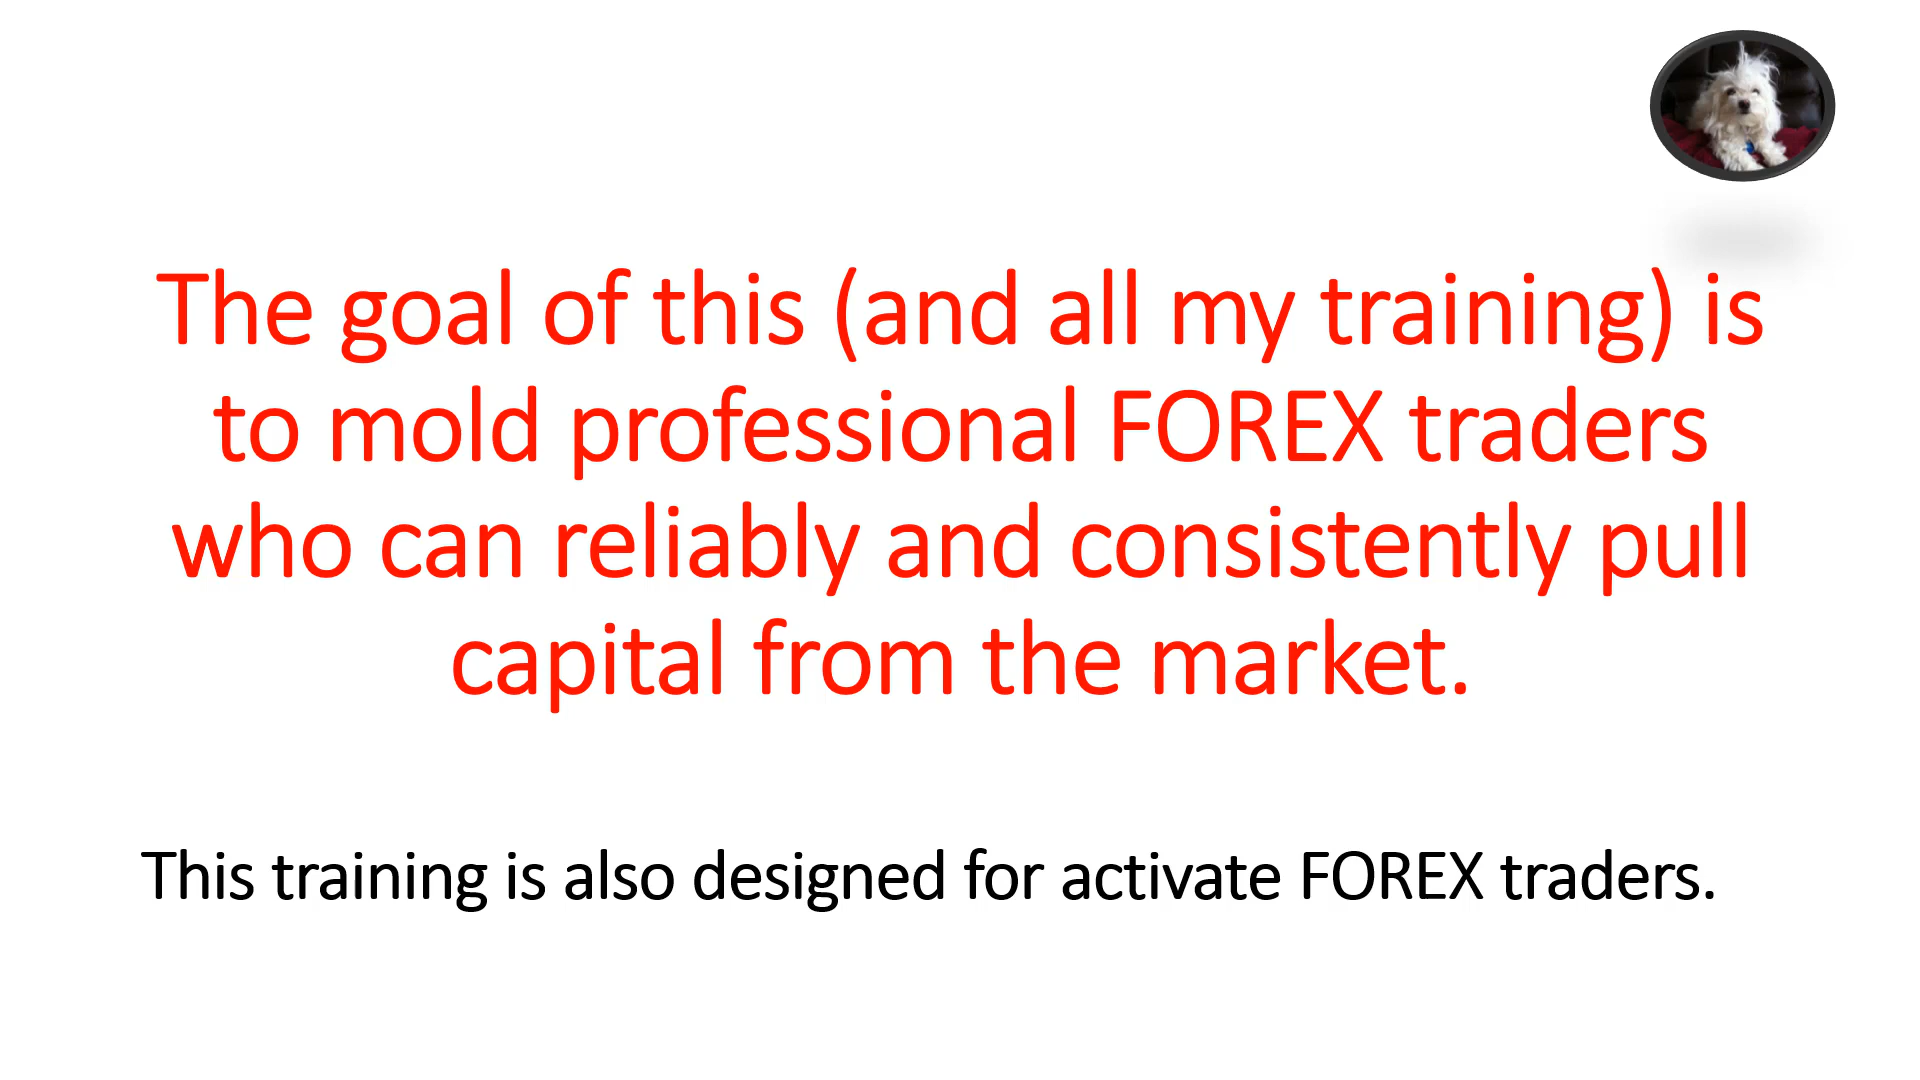 The goal of this (and all my training) is
to mold professional FOREX traders
who can reliably and consistently pull
capital from the market.
This training is also designed for activate FOREX traders.